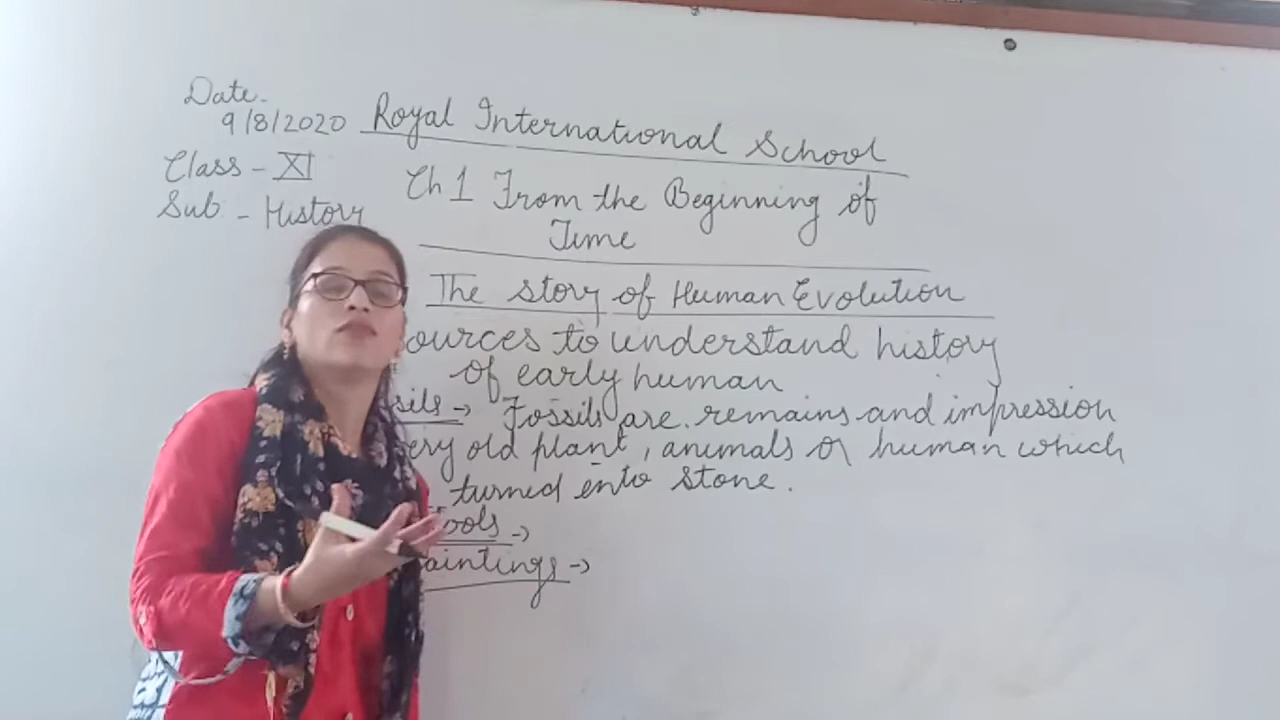 Date-
9/8/2020 Royal International School
Class - XI
Sub - History
Ch 1 From the Beginning of
Time
The story of Human Evolution
ources to understand history
of early human
sils → Fossils are remains and impression
ery old plant, animals or human which
turned into stone.
ools →
aintings →